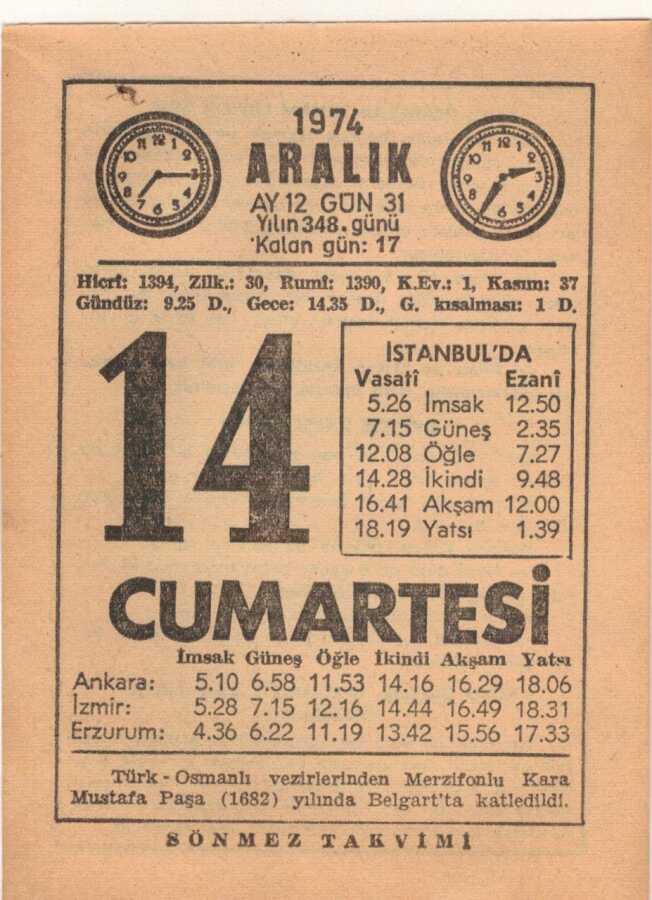 1974
ARALIK
AY 12 GÜN 31
Yılın 348. günü
Kalan gün: 17
Hicrî: 1394, Zilk.: 30, Rumî: 1390, K.Ev.: 1, Kasım: 37
Gündüz: 9.25 D., Gece: 14.35 D., G. kısalması: 1 D.
14
İSTANBUL'DA
Vasatî Ezanî
5.26 İmsak 12.50
7.15 Güneş 2.35
12.08 Öğle 7.27
14.28 İkindi 9.48
16.41 Akşam 12.00
18.19 Yatsı 1.39
CUMARTESİ
İmsak Güneş Öğle İkindi Akşam Yatsı
Ankara: 5.10 6.58 11.53 14.16 16.29 18.06
İzmir: 5.28 7.15 12.16 14.44 16.49 18.31
Erzurum: 4.36 6.22 11.19 13.42 15.56 17.33
Türk - Osmanlı vezirlerinden Merzifonlu Kara
Mustafa Paşa (1682) yılında Belgart'ta katledildi.
SÖNMEZ TAKVİMİ